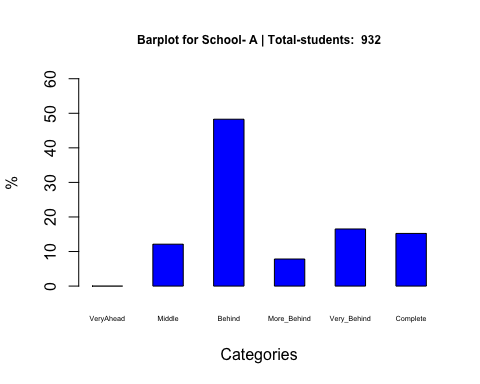 Barplot for School- A | Total-students:  932
60
50
40
30
20
10
0
%
VeryAhead Middle Behind More_Behind Very_Behind Complete
Categories